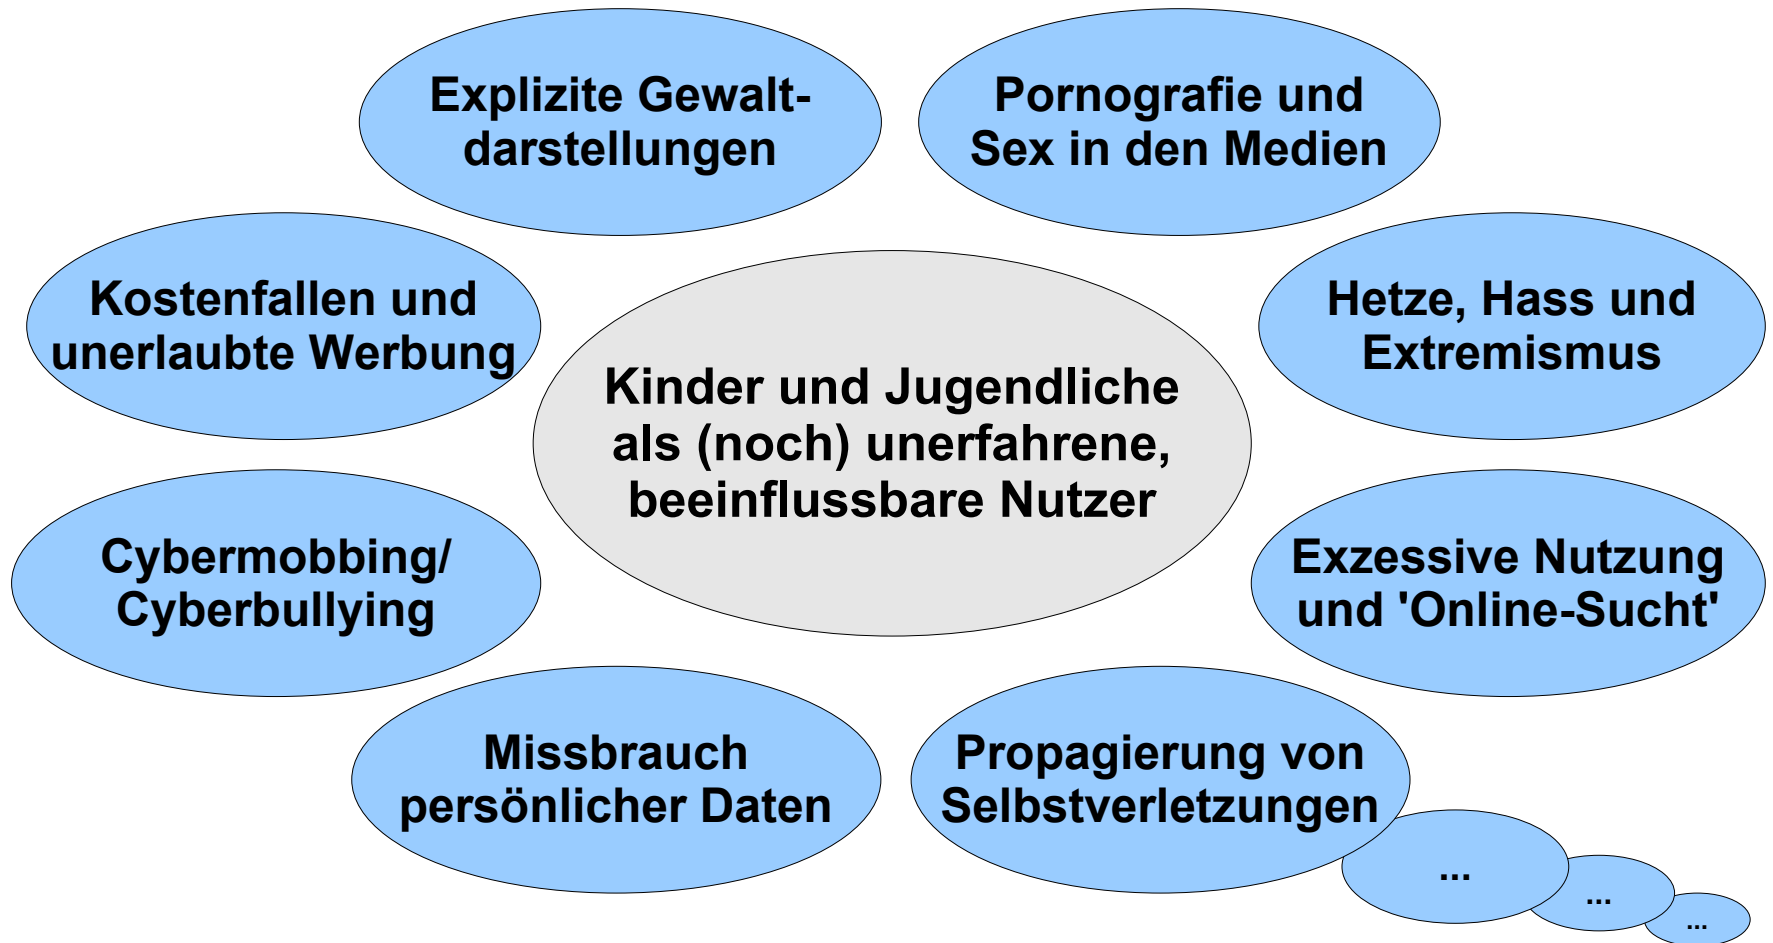 Explizite Gewalt-
darstellungen
Pornografie und
Sex in den Medien
Kostenfallen und
unerlaubte Werbung
Hetze, Hass und
Extremismus
Kinder und Jugendliche
als (noch) unerfahrene,
beeinflussbare Nutzer
Cybermobbing/
Cyberbullying
Exzessive Nutzung
und 'Online-Sucht'
Missbrauch
persönlicher Daten
Propagierung von
Selbstverletzungen
...
...
...